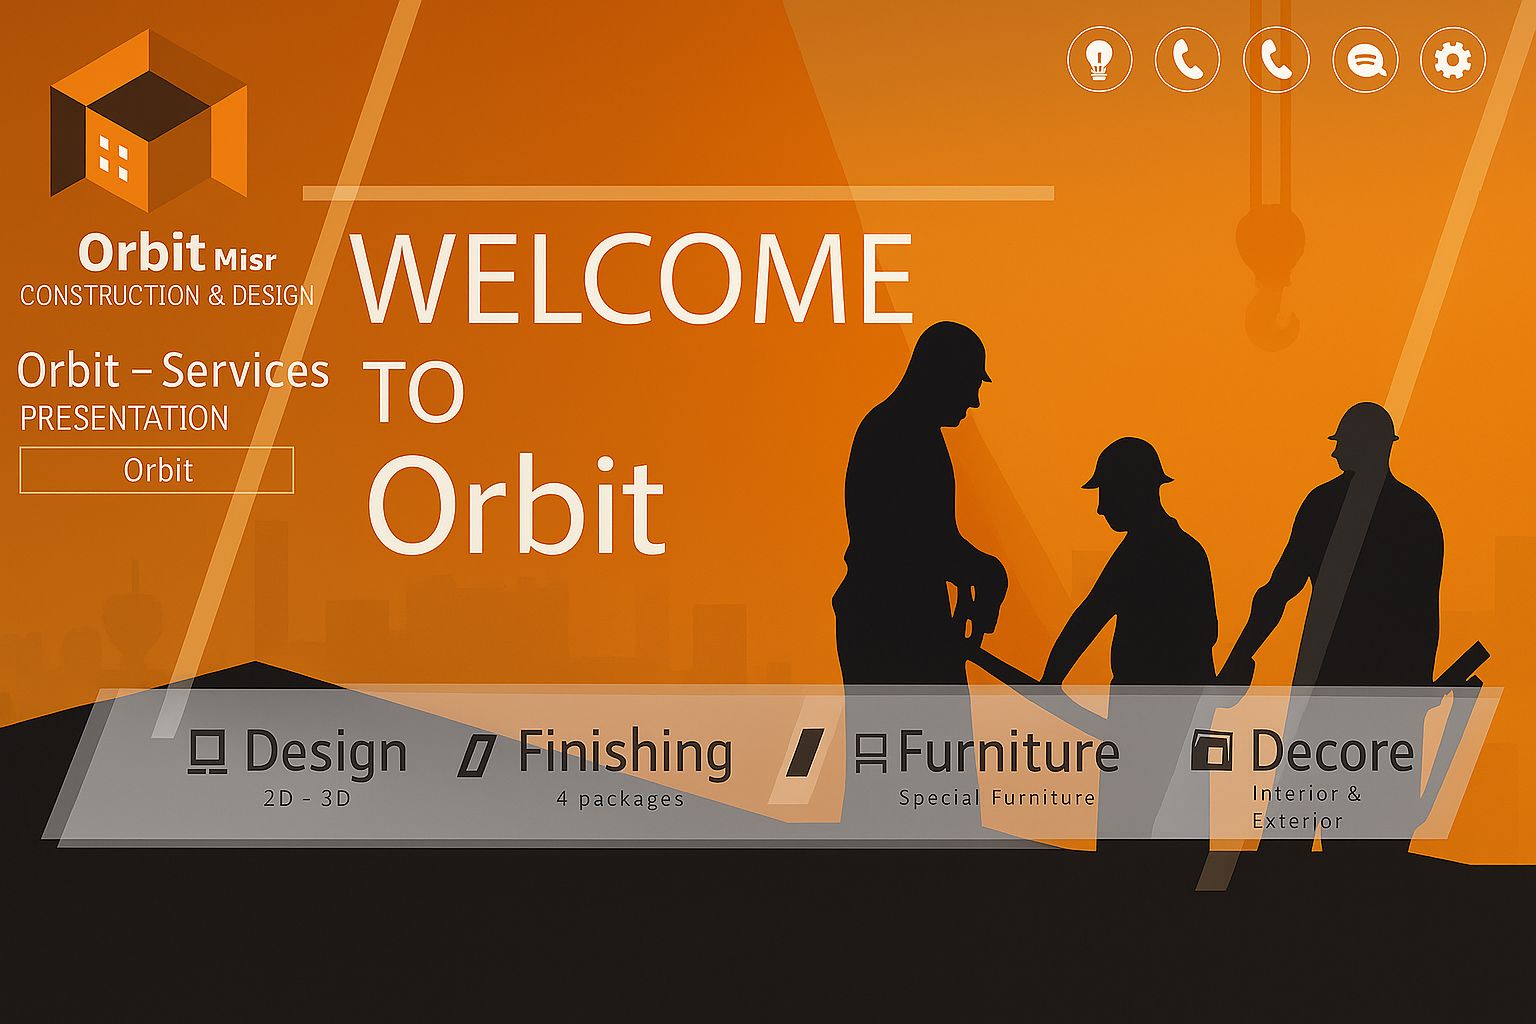 Orbit Misr
CONSTRUCTION & DESIGN
Orbit – Services
PRESENTATION
Orbit
WELCOME
TO
Orbit
Design
2D - 3D
Finishing
4 packages
Furniture
Special Furniture
Decore
Interior &
Exterior